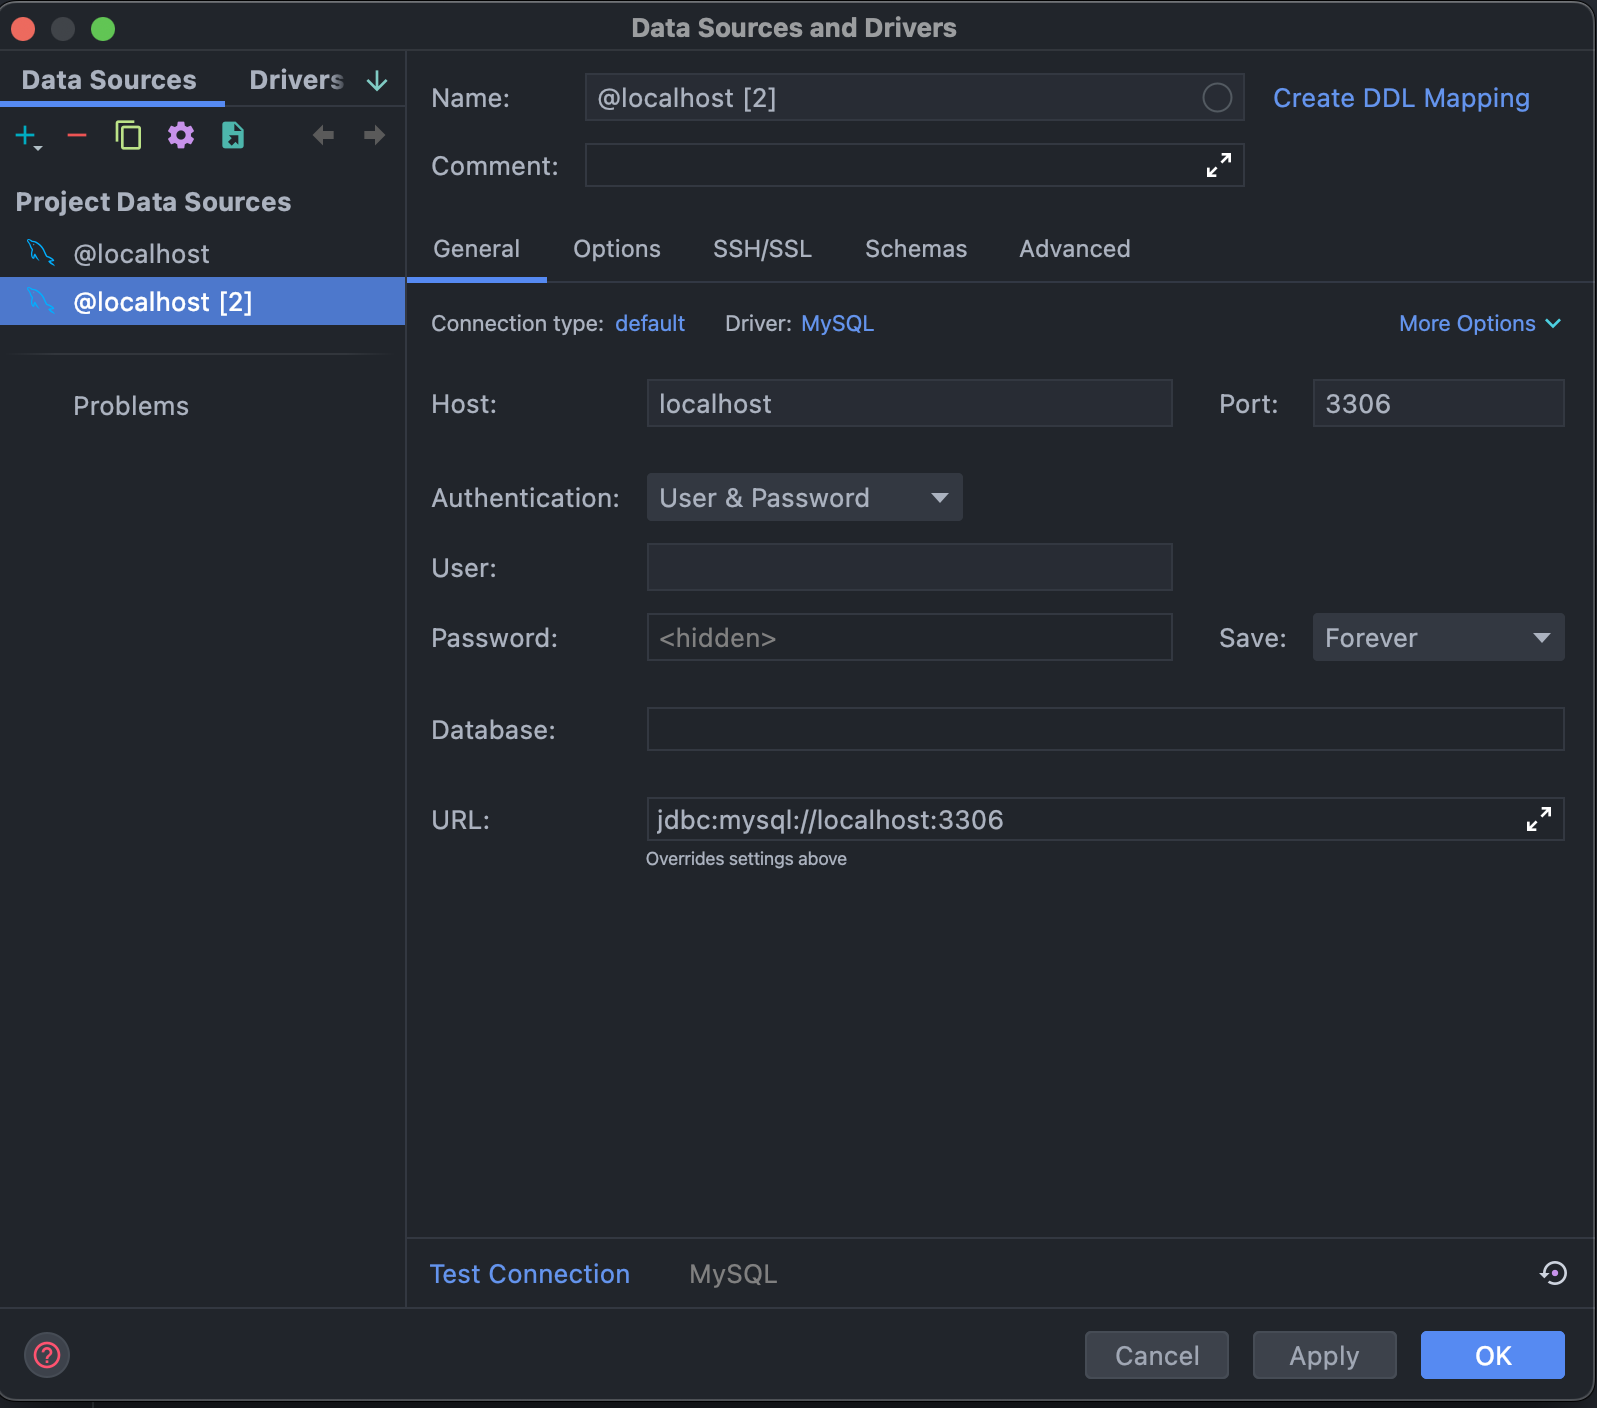 Data Sources and Drivers
Data Sources Drivers
Project Data Sources
@localhost
@localhost [2]
Problems
Name: @localhost [2] Create DDL Mapping
Comment:
General Options SSH/SSL Schemas Advanced
Connection type: default Driver: MySQL More Options
Host: localhost Port: 3306
Authentication: User & Password
User:
Password: <hidden> Save: Forever
Database:
URL: jdbc:mysql://localhost:3306
Overrides settings above
Test Connection MySQL
? Cancel Apply OK